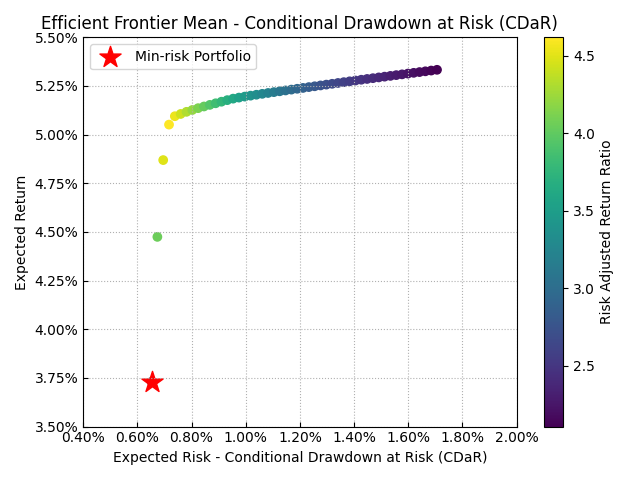 Efficient Frontier Mean - Conditional Drawdown at Risk (CDaR)
Min-risk Portfolio
Expected Return
5.50%
5.25%
5.00%
4.75%
4.50%
4.25%
4.00%
3.75%
3.50%
0.40% 0.60% 0.80% 1.00% 1.20% 1.40% 1.60% 1.80% 2.00%
Expected Risk - Conditional Drawdown at Risk (CDaR)
4.5
4.0
3.5
3.0
2.5
Risk Adjusted Return Ratio